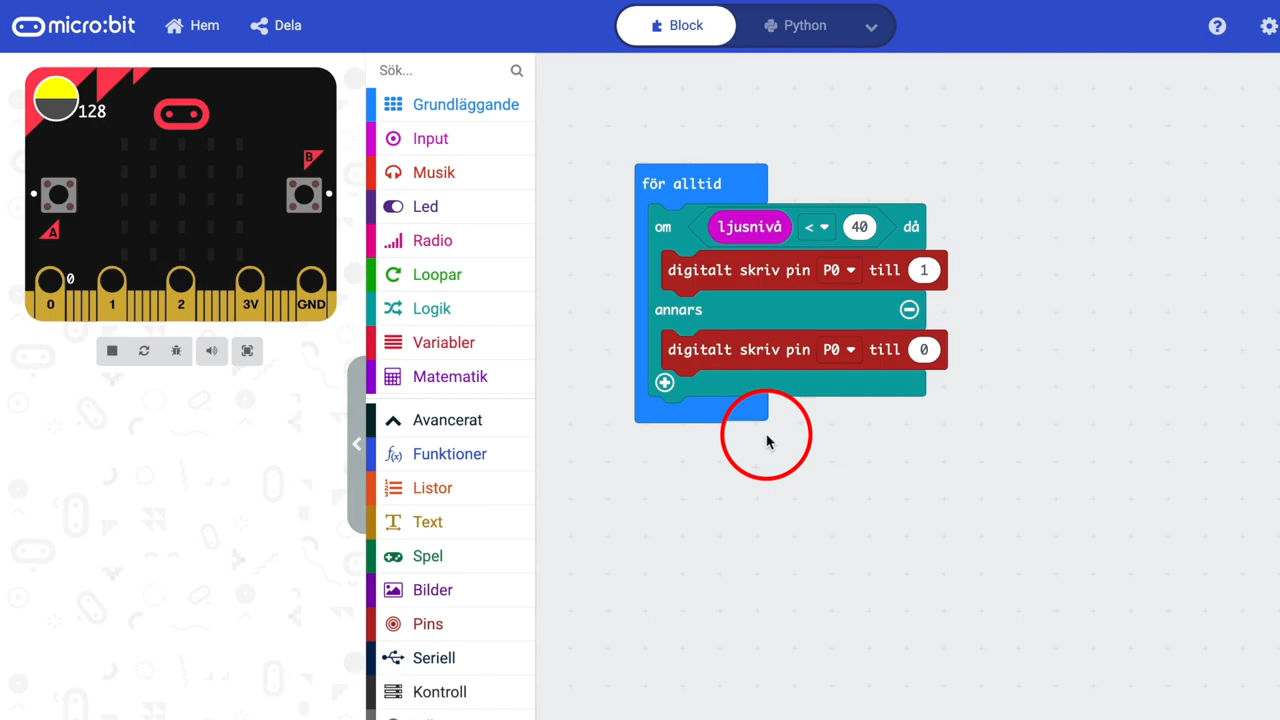 micro:bit
Hem
Dela
Block
Python
?
128
B
A
0
0
1
2
3V
GND
Sök...
Grundläggande
Input
Musik
Led
Radio
Loopar
Logik
Variabler
Matematik
Avancerat
f(x) Funktioner
Listor
Text
Spel
Bilder
Pins
Seriell
Kontroll
för alltid
om ljusnivå < 40 då
digitalt skriv pin P0 till 1
annars
digitalt skriv pin P0 till 0